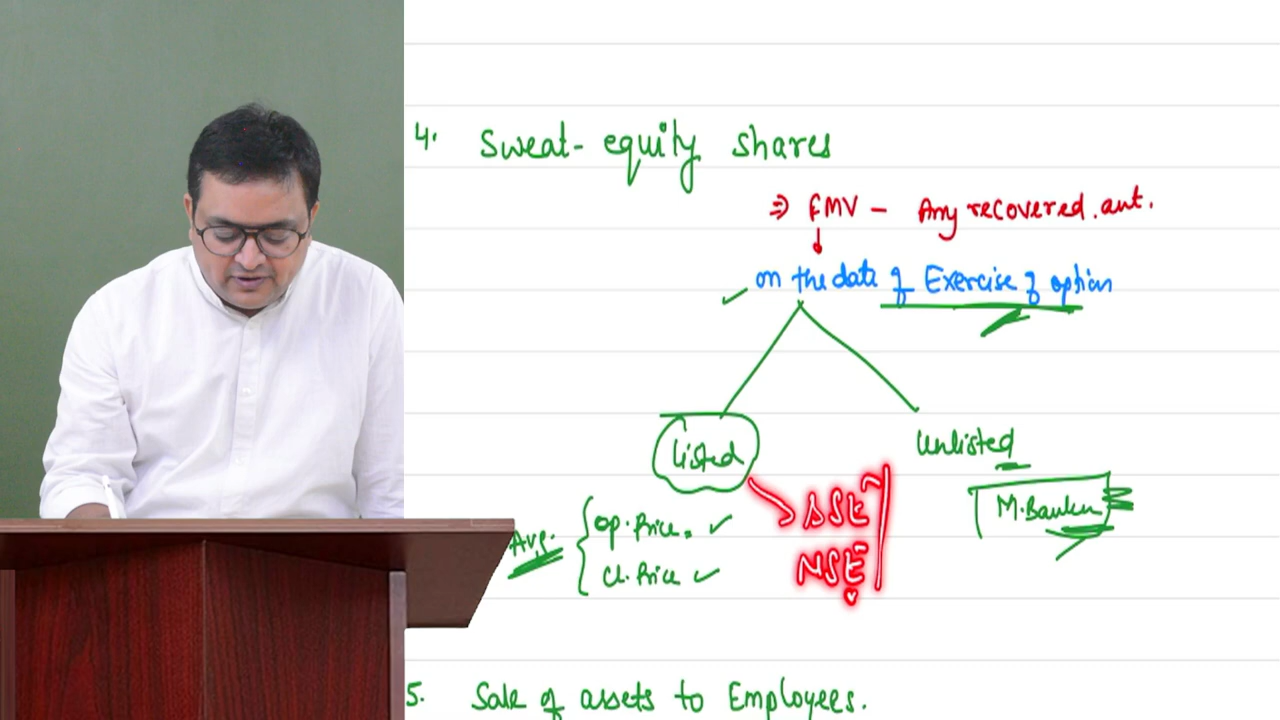 4. Sweat-equity shares
⇒ FMV - Any recovered.amt.
on the date of Exercise of option
Listed
Unlisted
Avg.
op. Price.
cl. Price
BSE
NSE
M.Banker
5. Sale of assets to Employees.